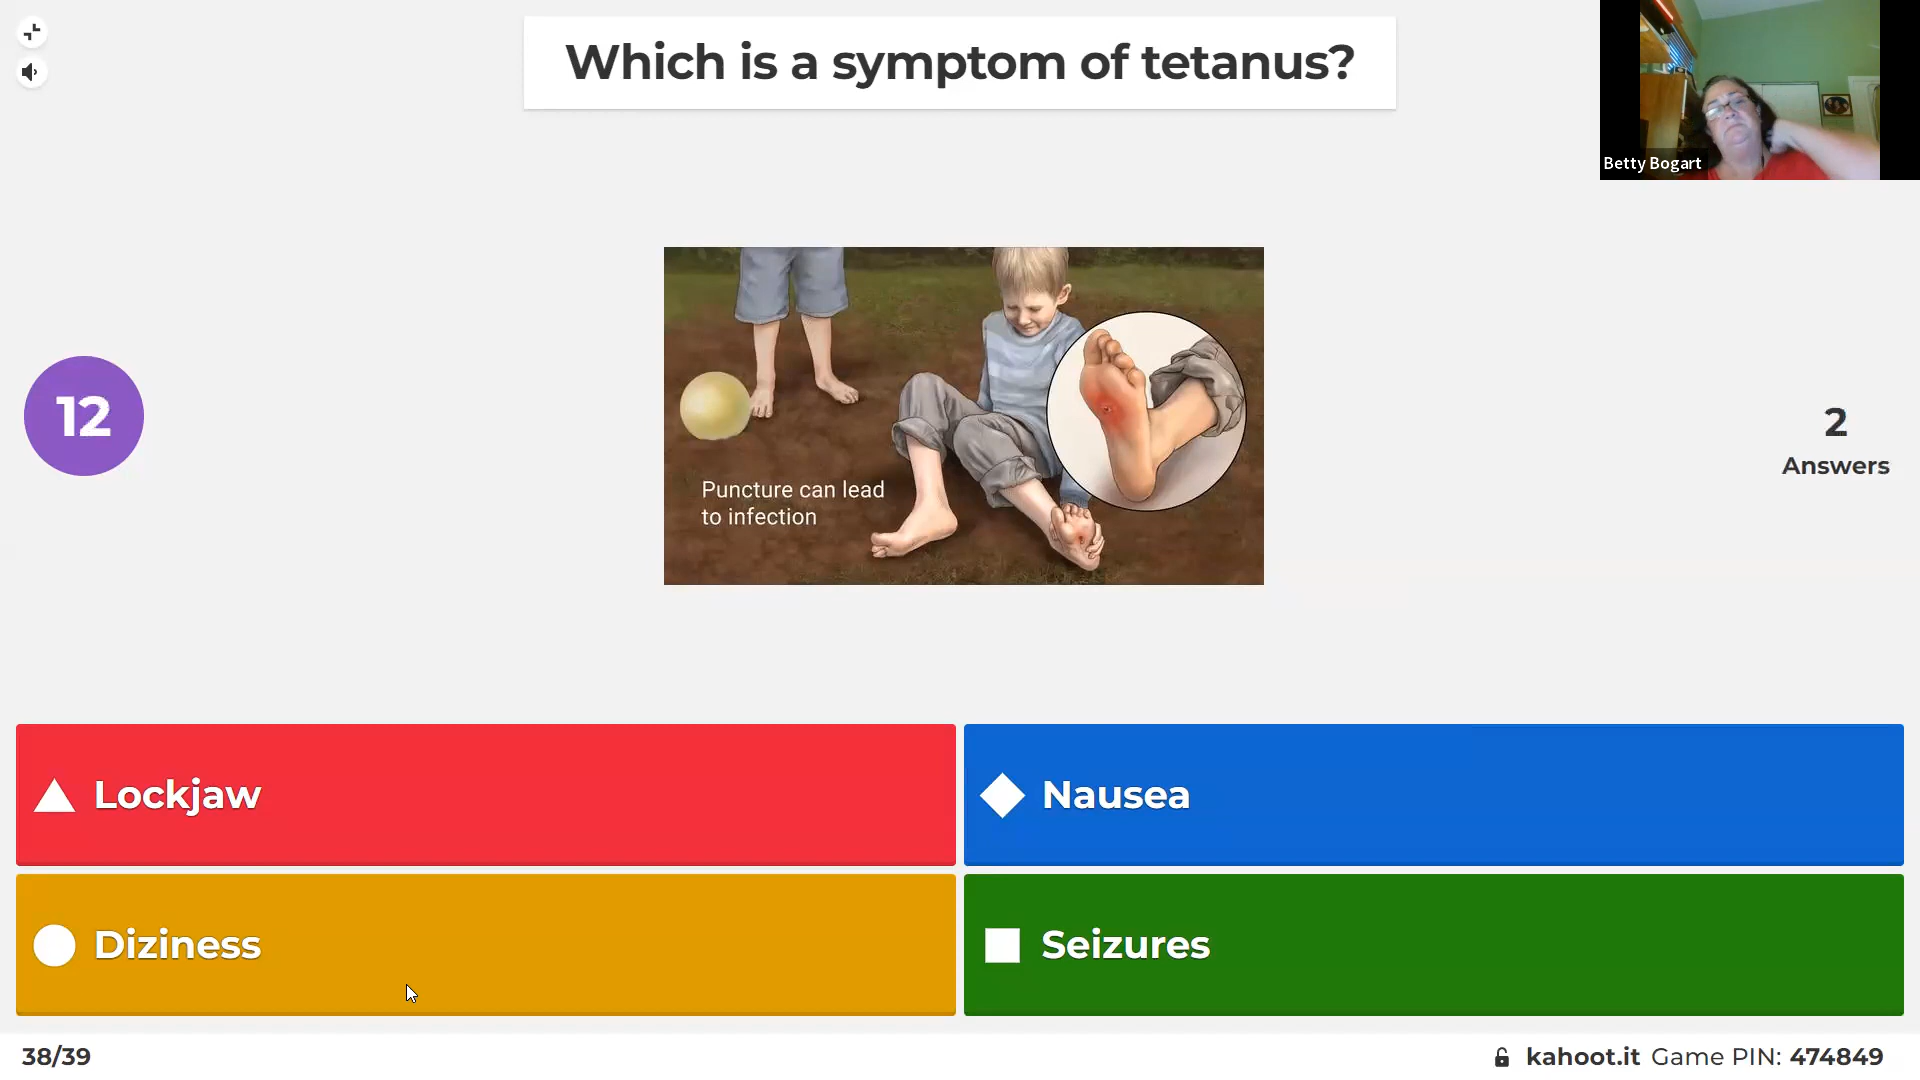 Which is a symptom of tetanus?
Betty Bogart
12
Puncture can lead
to infection
2
Answers
Lockjaw
Nausea
Diziness
Seizures
38/39
kahoot.it Game PIN: 474849